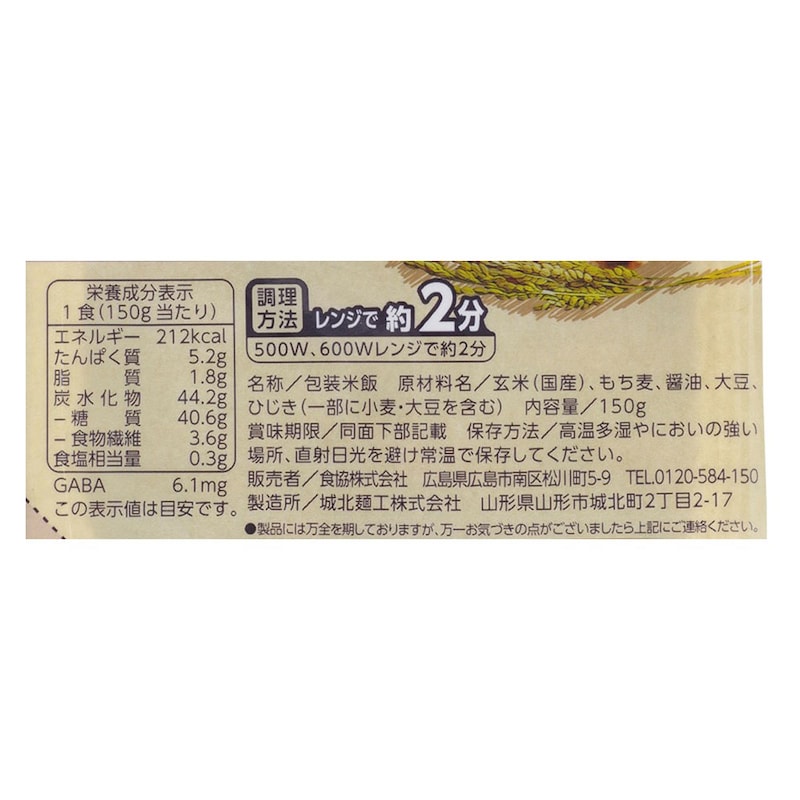 栄養成分表示
1食(150g当たり)
エネルギー 212kcal
たんぱく質 5.2g
脂質 1.8g
炭水化物 44.2g
−糖質 40.6g
−食物繊維 3.6g
食塩相当量 0.3g
GABA 6.1mg
この表示値は目安です。
調理方法 レンジで約2分
500W、600Wレンジで約2分
名称／包装米飯 原材料名／玄米(国産)、もち麦、醤油、大豆、
ひじき(一部に小麦・大豆を含む) 内容量／150g
賞味期限／同面下部記載 保存方法／高温多湿やにおいの強い
場所、直射日光を避け常温で保存してください。
販売者／食協株式会社 広島県広島市南区松川町5-9 TEL.0120-584-150
製造所／城北麺工株式会社 山形県山形市城北町2丁目2-17
●製品には万全を期しておりますが、万一お気づきの点がございましたら上記にご連絡ください。